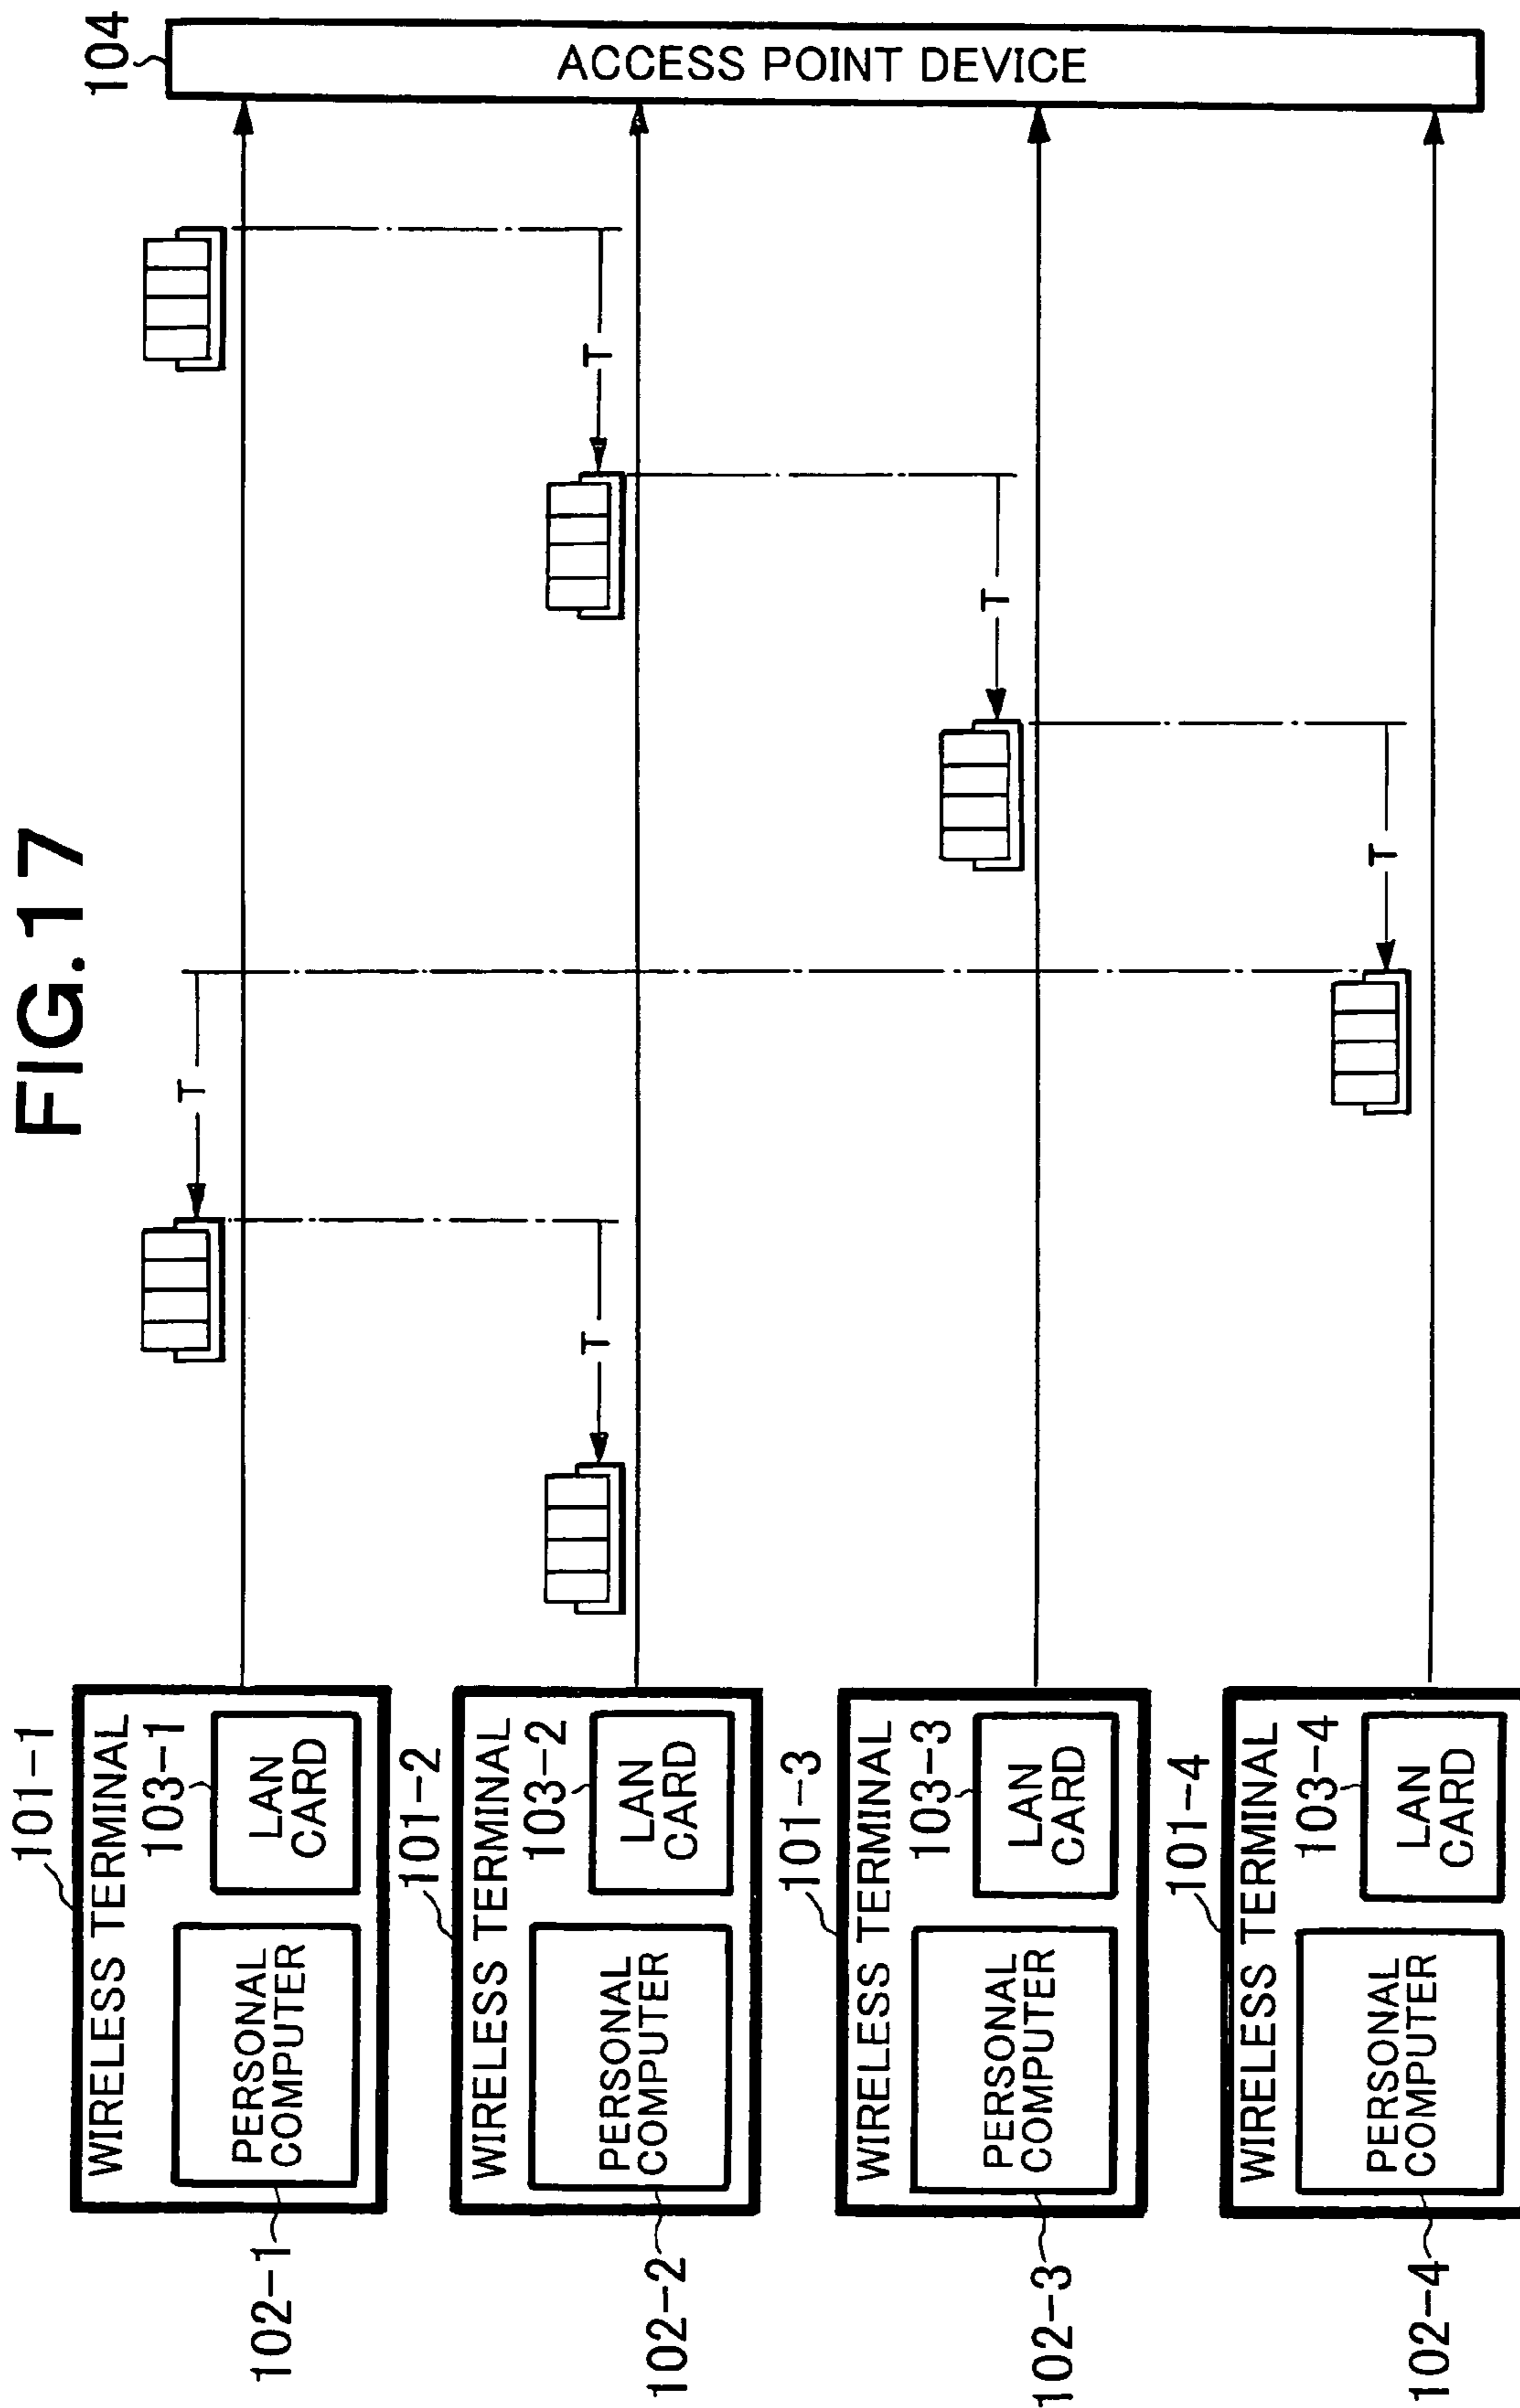 FIG.17
101-1
WIRELESS TERMINAL
103-1
LAN
CARD
PERSONAL
COMPUTER
102-1
101-2
WIRELESS TERMINAL
103-2
LAN
CARD
PERSONAL
COMPUTER
102-2
101-3
WIRELESS TERMINAL
103-3
LAN
CARD
PERSONAL
COMPUTER
102-3
101-4
WIRELESS TERMINAL
103-4
LAN
CARD
PERSONAL
COMPUTER
102-4
T
T
T
T
T
104
ACCESS POINT DEVICE